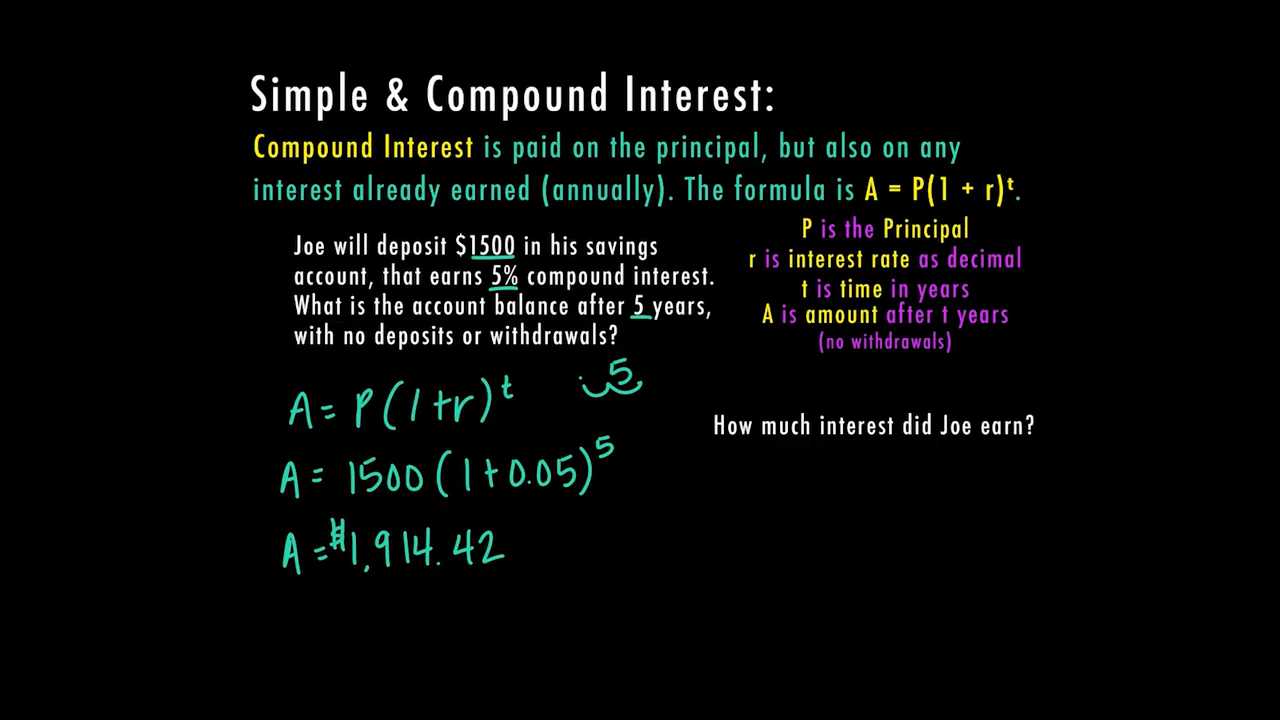 Simple & Compound Interest:
Compound Interest is paid on the principal, but also on any
interest already earned (annually). The formula is A = P(1 + r)ᵗ.
Joe will deposit $1500 in his savings
account, that earns 5% compound interest.
What is the account balance after 5 years,
with no deposits or withdrawals?
P is the Principal
r is interest rate as decimal
t is time in years
A is amount after t years
(no withdrawals)
A = P(1+r)ᵗ
.5
How much interest did Joe earn?
A = 1500(1+0.05)⁵
A = $1,914.42